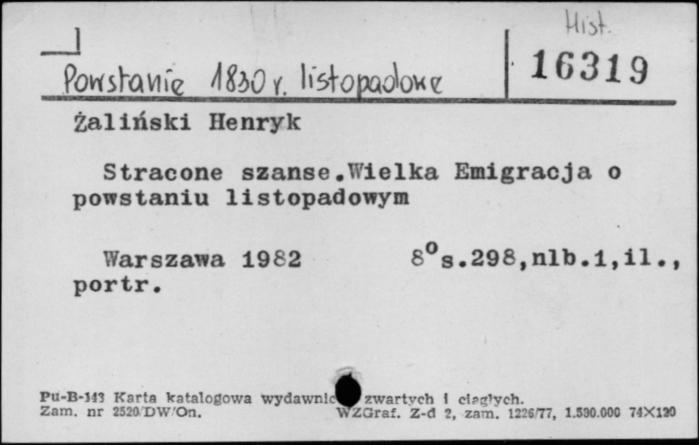 Hist.
16319
Powstanie 1830 r. listopadowe
Żaliński Henryk
Stracone szanse.Wielka Emigracja o
powstaniu listopadowym
Warszawa 1982 8⁰s.298,nlb.1,il.,
portr.
Pu-B-143 Karta katalogowa wydawnic zwartych i ciągłych.
Zam. nr 2520/DW/On. WZGraf. Z-d 2, zam. 1226/77, 1.590.000 74X120